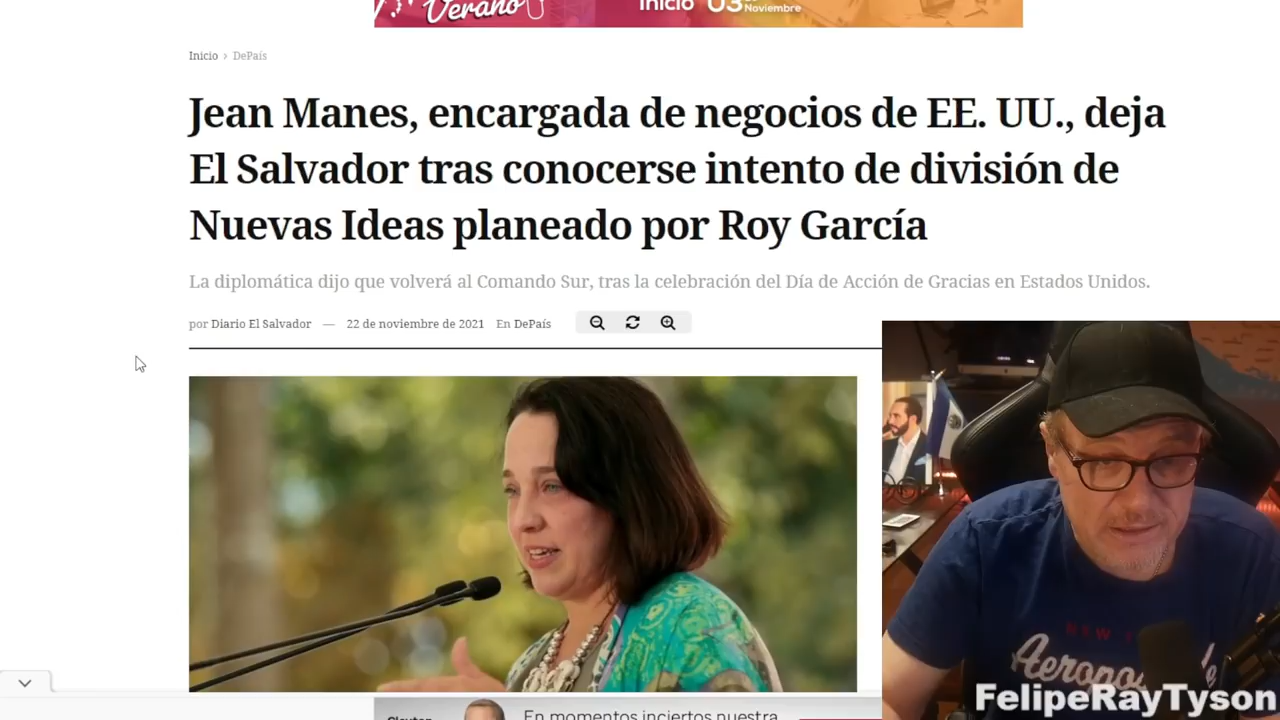 Verano
Inicio 03 de Noviembre
Inicio > DePaís
Jean Manes, encargada de negocios de EE. UU., deja
El Salvador tras conocerse intento de división de
Nuevas Ideas planeado por Roy García
La diplomática dijo que volverá al Comando Sur, tras la celebración del Día de Acción de Gracias en Estados Unidos.
por Diario El Salvador — 22 de noviembre de 2021 En DePaís
NEW
FelipeRayTyson
En momentos inciertos nuestra